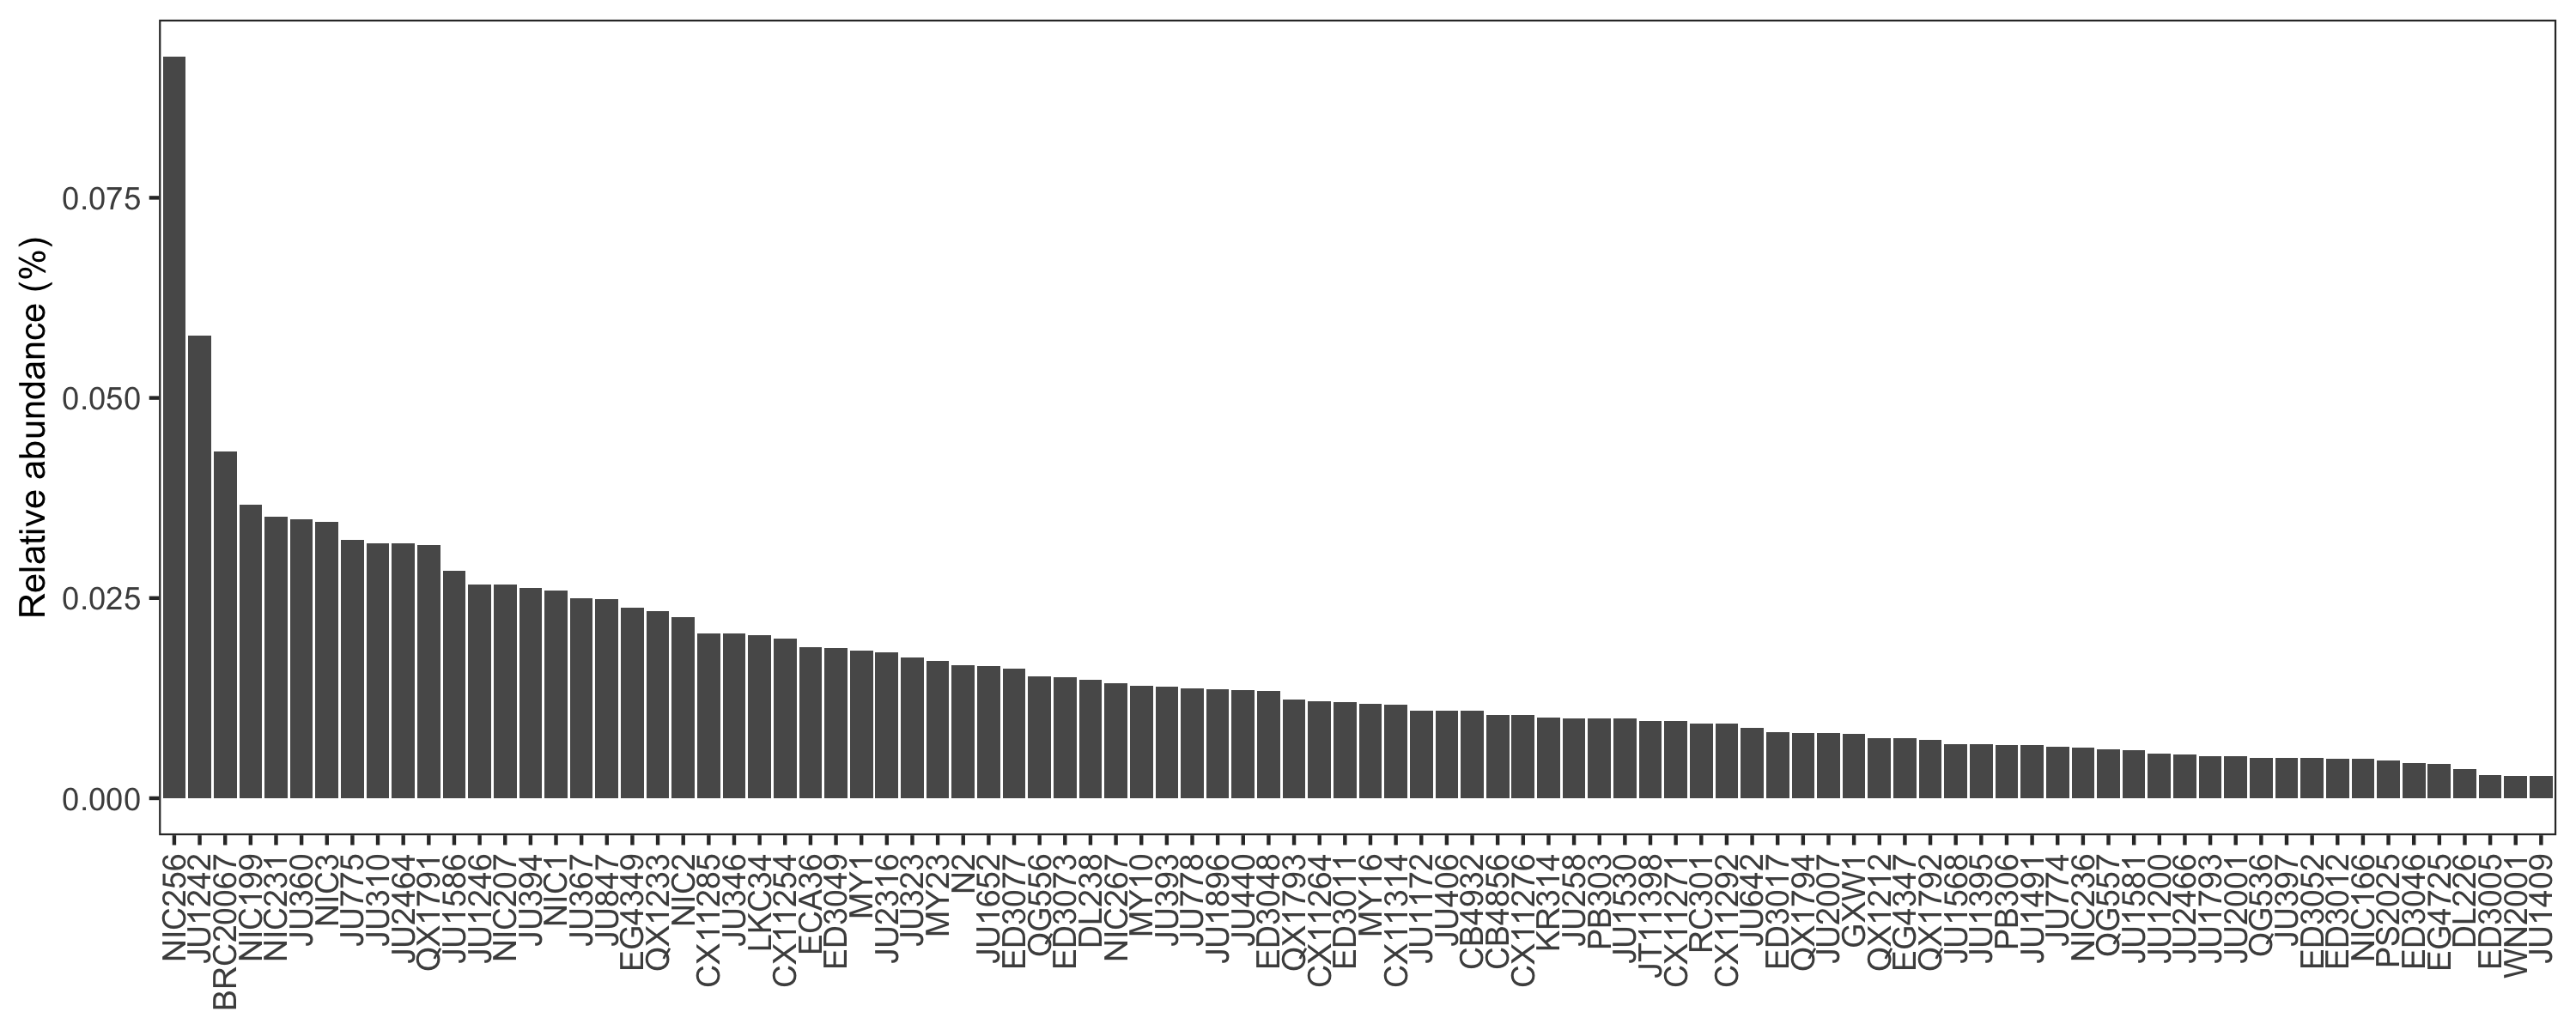 Relative abundance (%)
0.075
0.050
0.025
0.000
NIC256
JU1242
BRC20067
NIC199
NIC231
JU360
NIC3
JU775
JU310
JU2464
QX1791
JU1586
JU1246
NIC207
JU394
NIC1
JU367
JU847
EG4349
QX1233
NIC2
CX11285
JU346
LKC34
CX11254
ECA36
ED3049
MY1
JU2316
JU323
MY23
N2
JU1652
ED3077
QG556
ED3073
DL238
NIC267
MY10
JU393
JU778
JU1896
JU440
ED3048
QX1793
CX11264
ED3011
MY16
CX11314
JU1172
JU406
CB4932
CB4856
CX11276
KR314
JU258
PB303
JU1530
JT11398
CX11271
RC301
CX11292
JU642
ED3017
QX1794
JU2007
GXW1
QX1212
EG4347
QX1792
JU1568
JU1395
PB306
JU1491
JU774
NIC236
QG557
JU1581
JU1200
JU2466
JU1793
JU2001
QG536
JU397
ED3052
ED3012
NIC166
PS2025
ED3046
EG4725
DL226
ED3005
WN2001
JU1409